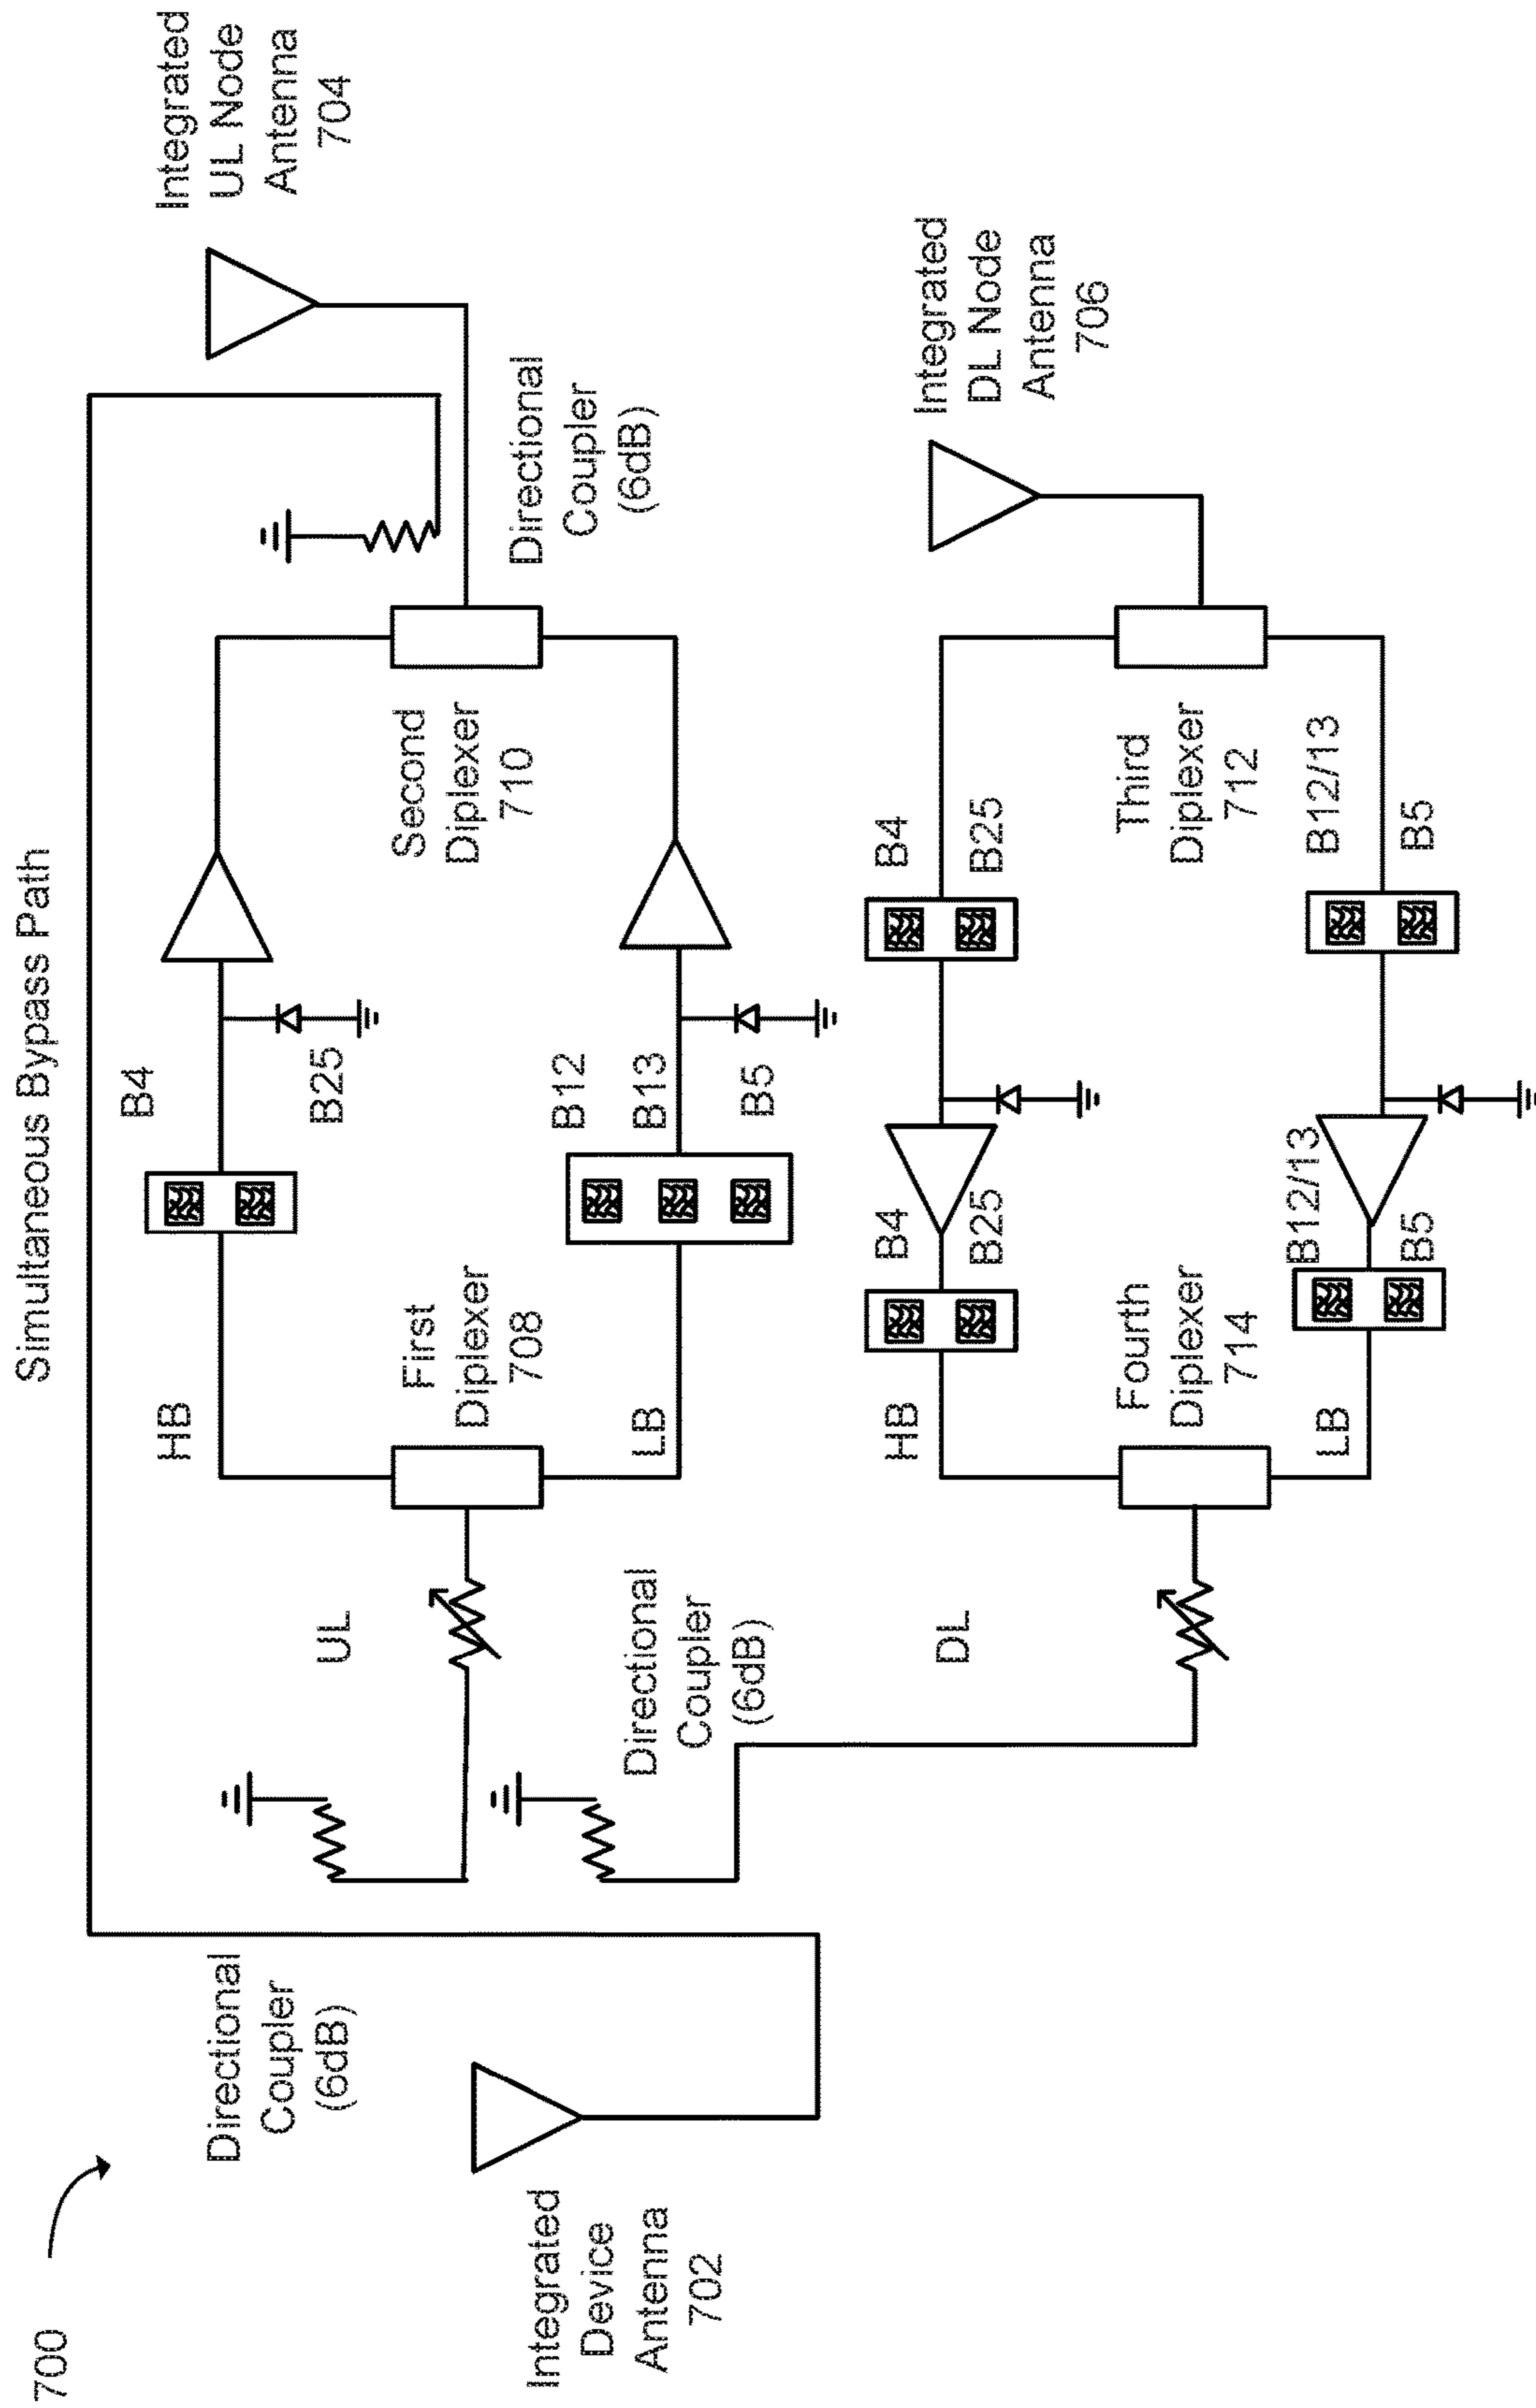 700
Simultaneous Bypass Path
Integrated
Device
Antenna
702
Directional
Coupler
(6dB)
UL
Directional
Coupler
(6dB)
DL
HB
First
Diplexer
708
LB
B4
B25
B12
B13
B5
Second
Diplexer
710
Directional
Coupler
(6dB)
Integrated
UL Node
Antenna
704
HB
Fourth
Diplexer
714
LB
B4
B25
B12/13
B5
B4
B25
Third
Diplexer
712
B12/13
B5
Integrated
DL Node
Antenna
706